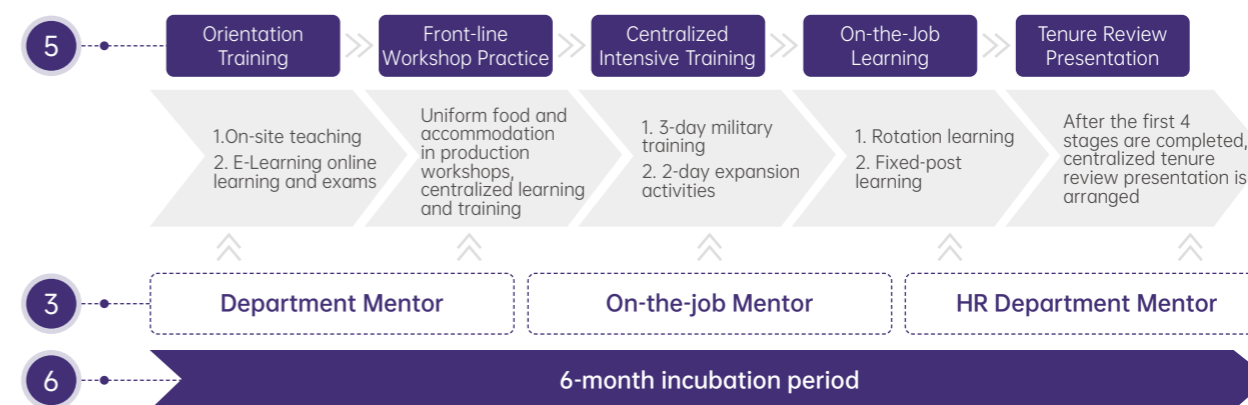 5
Orientation
Training
Front-line
Workshop Practice
Centralized
Intensive Training
On-the-Job
Learning
Tenure Review
Presentation
1.On-site teaching
2. E-Learning online
learning and exams
Uniform food and
accommodation
in production
workshops,
centralized learning
and training
1. 3-day military
training
2. 2-day expansion
activities
1. Rotation learning
2. Fixed-post
learning
After the first 4
stages are completed,
centralized tenure
review presentation is
arranged
3
Department Mentor
On-the-job Mentor
HR Department Mentor
6
6-month incubation period